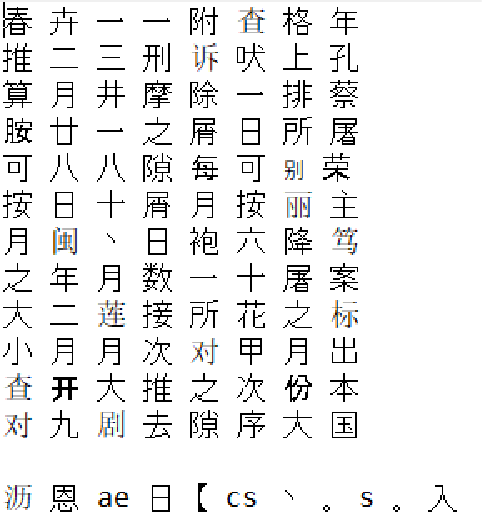 春 卉 一 一 附 查 格 年
推 二 三 刑 诉 吠 上 孔
算 月 井 摩 除 一 排 蔡
胺 廿 一 之 屑 日 所 屠
可 八 八 隙 每 可 别 荣
按 日 十 屑 月 按 丽 主
月 闽 丶 日 袍 六 降 笃
之 年 月 数 一 十 屠 案
大 二 莲 接 所 花 之 标
小 月 月 次 对 甲 月 出
查 开 大 推 之 次 份 本
对 九 剧 去 隙 序 大 国
沥 恩 ae 日 【 cs 丶 。 s 。 入